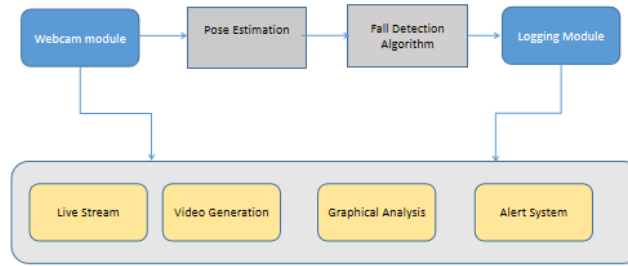 Webcam module
Pose Estimation
Fall Detection
Algorithm
Logging Module
Live Stream
Video Generation
Graphical Analysis
Alert System